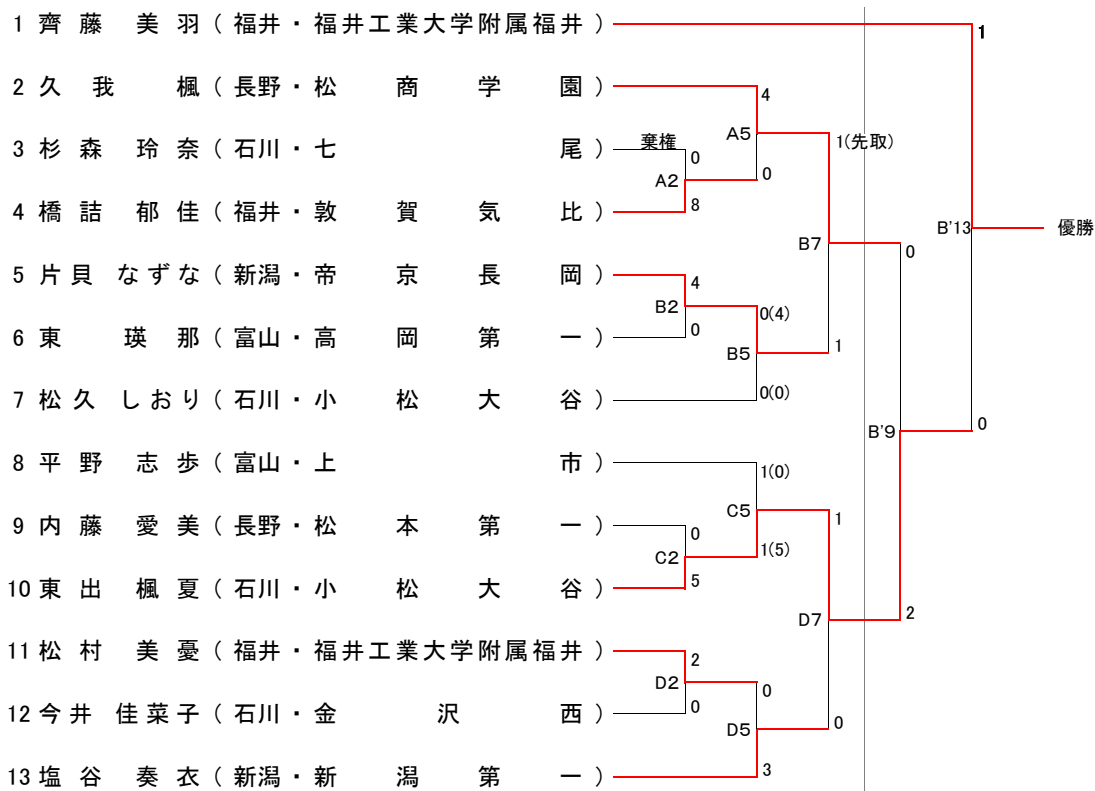 1 齊藤 美羽 ( 福井・福井工業大学附属福井 )
1
2 久我 楓 ( 長野・松商学園 )
4
A5
1(先取)
3 杉森 玲奈 ( 石川・七尾 )
棄権
0
A2
0
4 橋詰 郁佳 ( 福井・敦賀気比 )
8
B'13
優勝
B7
0
5 片貝 なずな ( 新潟・帝京長岡 )
4
B2
0(4)
6 東 瑛那 ( 富山・高岡第一 )
0
B5
1
7 松久 しおり ( 石川・小松大谷 )
0(0)
B'9
0
8 平野 志歩 ( 富山・上市 )
1(0)
C5
1
9 内藤 愛美 ( 長野・松本第一 )
0
C2
1(5)
10 東出 楓夏 ( 石川・小松大谷 )
5
D7
2
11 松村 美憂 ( 福井・福井工業大学附属福井 )
2
D2
0
12 今井 佳菜子 ( 石川・金沢西 )
0
D5
0
13 塩谷 奏衣 ( 新潟・新潟第一 )
3